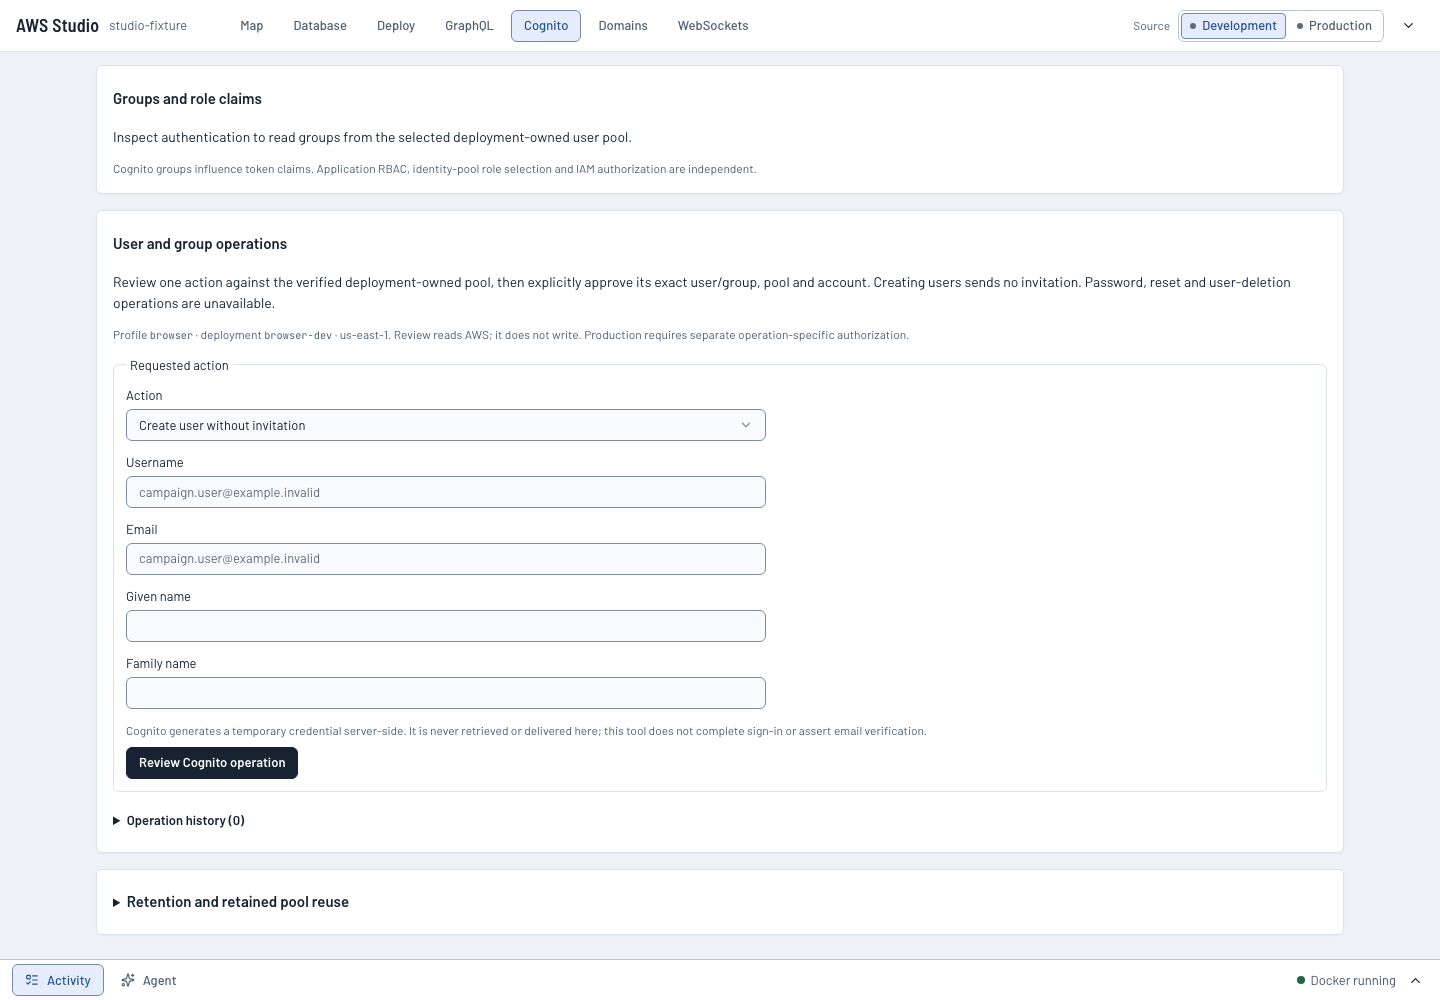 AWS Studio studio-fixture Map Database Deploy GraphQL Cognito Domains WebSockets Source Development Production
Groups and role claims
Inspect authentication to read groups from the selected deployment-owned user pool.
Cognito groups influence token claims. Application RBAC, identity-pool role selection and IAM authorization are independent.
User and group operations
Review one action against the verified deployment-owned pool, then explicitly approve its exact user/group, pool and account. Creating users sends no invitation. Password, reset and user-deletion
operations are unavailable.
Profile browser · deployment browser-dev · us-east-1. Review reads AWS; it does not write. Production requires separate operation-specific authorization.
Requested action
Action
Create user without invitation
Username
campaign.user@example.invalid
Email
campaign.user@example.invalid
Given name
Family name
Cognito generates a temporary credential server-side. It is never retrieved or delivered here; this tool does not complete sign-in or assert email verification.
Review Cognito operation
Operation history (0)
Retention and retained pool reuse
Activity Agent Docker running